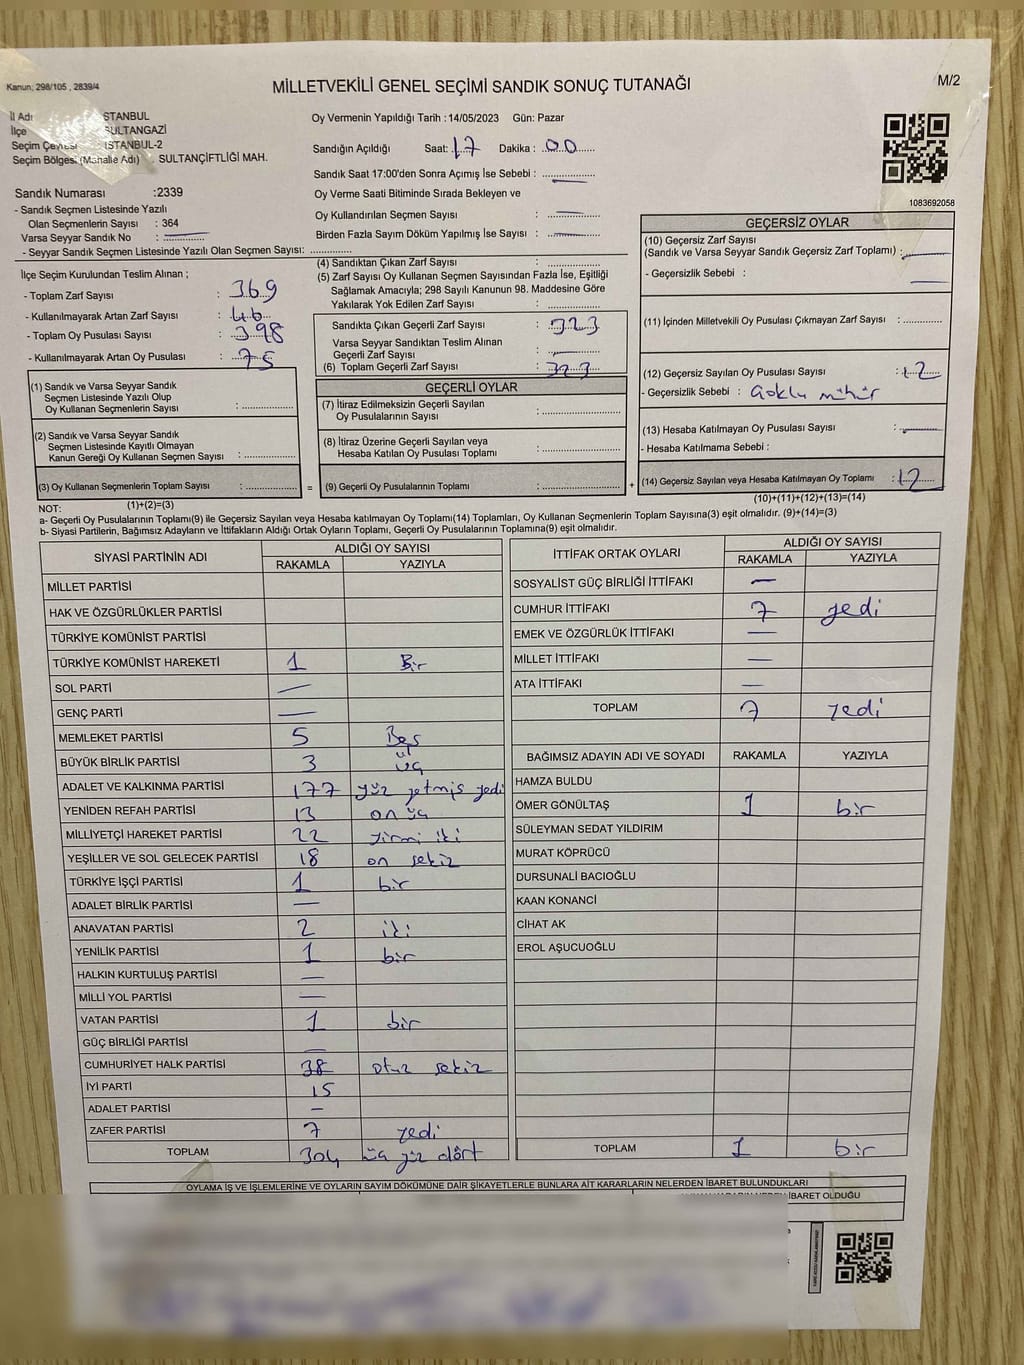 Kanun: 298/105 , 2839/4
MİLLETVEKİLİ GENEL SEÇİMİ SANDIK SONUÇ TUTANAĞI
M/2
İl Adı STANBUL
İlçe SULTANGAZİ
Seçim Çevresi İSTANBUL-2
Seçim Bölgesi (Mahalle Adı) SULTANÇİFTLİĞİ MAH.
Sandık Numarası :2339
- Sandık Seçmen Listesinde Yazılı
Olan Seçmenlerin Sayısı : 364
Varsa Seyyar Sandık No :
- Seyyar Sandık Seçmen Listesinde Yazılı Olan Seçmen Sayısı:
Oy Vermenin Yapıldığı Tarih :14/05/2023 Gün: Pazar
Sandığın Açıldığı Saat: 17 Dakika : 00
Sandık Saat 17:00'den Sonra Açımış İse Sebebi :
Oy Verme Saati Bitiminde Sırada Bekleyen ve
Oy Kullandırılan Seçmen Sayısı :
Birden Fazla Sayım Döküm Yapılmış İse Sayısı :
1083692058
İlçe Seçim Kurulundan Teslim Alınan ;
- Toplam Zarf Sayısı : 369
- Kullanılmayarak Artan Zarf Sayısı : 46
- Toplam Oy Pusulası Sayısı : 398
- Kullanılmayarak Artan Oy Pusulası : 75
(4) Sandıktan Çıkan Zarf Sayısı :
(5) Zarf Sayısı Oy Kullanan Seçmen Sayısından Fazla İse, Eşitliği
Sağlamak Amacıyla; 298 Sayılı Kanunun 98. Maddesine Göre
Yakılarak Yok Edilen Zarf Sayısı :
Sandıkta Çıkan Geçerli Zarf Sayısı : 323
Varsa Seyyar Sandıktan Teslim Alınan
Geçerli Zarf Sayısı :
(6) Toplam Geçerli Zarf Sayısı : 323
GEÇERSİZ OYLAR
(10) Geçersiz Zarf Sayısı
(Sandık ve Varsa Seyyar Sandık Geçersiz Zarf Toplamı) :
- Geçersizlik Sebebi :
(11) İçinden Milletvekili Oy Pusulası Çıkmayan Zarf Sayısı :
(12) Geçersiz Sayılan Oy Pusulası Sayısı : 12
- Geçersizlik Sebebi : Çoklu mühür
(13) Hesaba Katılmayan Oy Pusulası Sayısı :
- Hesaba Katılmama Sebebi :
(14) Geçersiz Sayılan veya Hesaba Katılmayan Oy Toplamı : 12
(10)+(11)+(12)+(13)=(14)
(1) Sandık ve Varsa Seyyar Sandık
Seçmen Listesinde Yazılı Olup
Oy Kullanan Seçmenlerin Sayısı :
(2) Sandık ve Varsa Seyyar Sandık
Seçmen Listesinde Kayıtlı Olmayan
Kanun Gereği Oy Kullanan Seçmen Sayısı :
(3) Oy Kullanan Seçmenlerin Toplam Sayısı :
(1)+(2)=(3)
GEÇERLİ OYLAR
(7) İtiraz Edilmeksizin Geçerli Sayılan
Oy Pusulalarının Sayısı :
(8) İtiraz Üzerine Geçerli Sayılan veya
Hesaba Katılan Oy Pusulası Toplamı :
= (9) Geçerli Oy Pusulalarının Toplamı : +
NOT:
a- Geçerli Oy Pusulalarının Toplamı(9) ile Geçersiz Sayılan veya Hesaba katılmayan Oy Toplamı(14) Toplamları, Oy Kullanan Seçmenlerin Toplam Sayısına(3) eşit olmalıdır. (9)+(14)=(3)
b- Siyasi Partilerin, Bağımsız Adayların ve İttifakların Aldığı Ortak Oyların Toplamı, Geçerli Oy Pusulalarının Toplamına(9) eşit olmalıdır.
SİYASİ PARTİNİN ADI ALDIĞI OY SAYISI
RAKAMLA YAZIYLA
MİLLET PARTİSİ
HAK VE ÖZGÜRLÜKLER PARTİSİ
TÜRKİYE KOMÜNİST PARTİSİ
TÜRKİYE KOMÜNİST HAREKETİ 1 Bir
SOL PARTİ —
GENÇ PARTİ —
MEMLEKET PARTİSİ 5 Beş
BÜYÜK BİRLİK PARTİSİ 3 üç
ADALET VE KALKINMA PARTİSİ 177 yüz yetmiş yedi
YENİDEN REFAH PARTİSİ 13 on üç
MİLLİYETÇİ HAREKET PARTİSİ 22 yirmi iki
YEŞİLLER VE SOL GELECEK PARTİSİ 18 on sekiz
TÜRKİYE İŞÇİ PARTİSİ 1 bir
ADALET BİRLİK PARTİSİ —
ANAVATAN PARTİSİ 2 iki
YENİLİK PARTİSİ 1 bir
HALKIN KURTULUŞ PARTİSİ —
MİLLİ YOL PARTİSİ —
VATAN PARTİSİ 1 bir
GÜÇ BİRLİĞİ PARTİSİ —
CUMHURİYET HALK PARTİSİ 38 otuz sekiz
İYİ PARTİ 15
ADALET PARTİSİ —
ZAFER PARTİSİ 7 yedi
TOPLAM 304 üç yüz dört
İTTİFAK ORTAK OYLARI ALDIĞI OY SAYISI
RAKAMLA YAZIYLA
SOSYALİST GÜÇ BİRLİĞİ İTTİFAKI —
CUMHUR İTTİFAKI 7 yedi
EMEK VE ÖZGÜRLÜK İTTİFAKI —
MİLLET İTTİFAKI —
ATA İTTİFAKI —
TOPLAM 7 yedi
BAĞIMSIZ ADAYIN ADI VE SOYADI RAKAMLA YAZIYLA
HAMZA BULDU
ÖMER GÖNÜLTAŞ 1 bir
SÜLEYMAN SEDAT YILDIRIM
MURAT KÖPRÜCÜ
DURSUNALİ BACIOĞLU
KAAN KONANCİ
CİHAT AK
EROL AŞUCUOĞLU
TOPLAM 1 bir
OYLAMA İŞ VE İŞLEMLERİNE VE OYLARIN SAYIM DÖKÜMÜNE DAİR ŞİKAYETLERLE BUNLARA AİT KARARLARIN NELERDEN İBARET BULUNDUKLARI
İBARET OLDUĞU